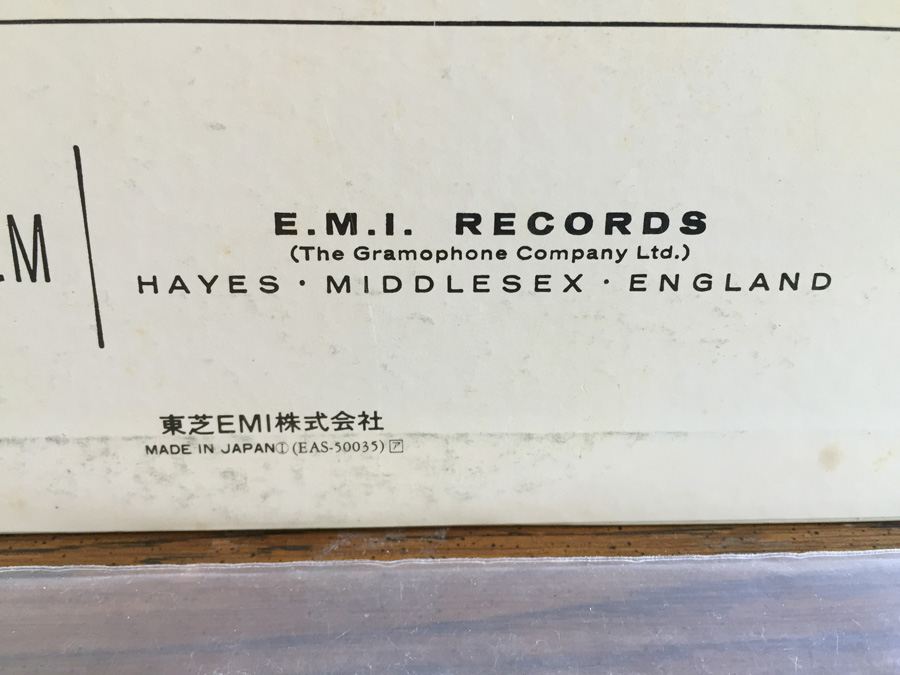 .M
E.M.I. RECORDS
(The Gramophone Company Ltd.)
HAYES · MIDDLESEX · ENGLAND
東芝EMI株式会社
MADE IN JAPAN① (EAS-50035) ㋐